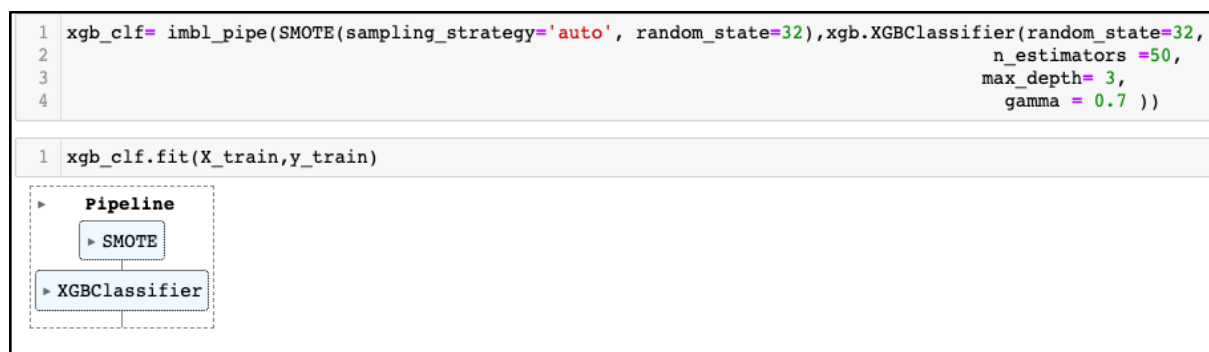 1 xgb_clf= imbl_pipe(SMOTE(sampling_strategy='auto', random_state=32),xgb.XGBClassifier(random_state=32,
2 n_estimators =50,
3 max_depth= 3,
4 gamma = 0.7 ))
1 xgb_clf.fit(X_train,y_train)
Pipeline
SMOTE
XGBClassifier